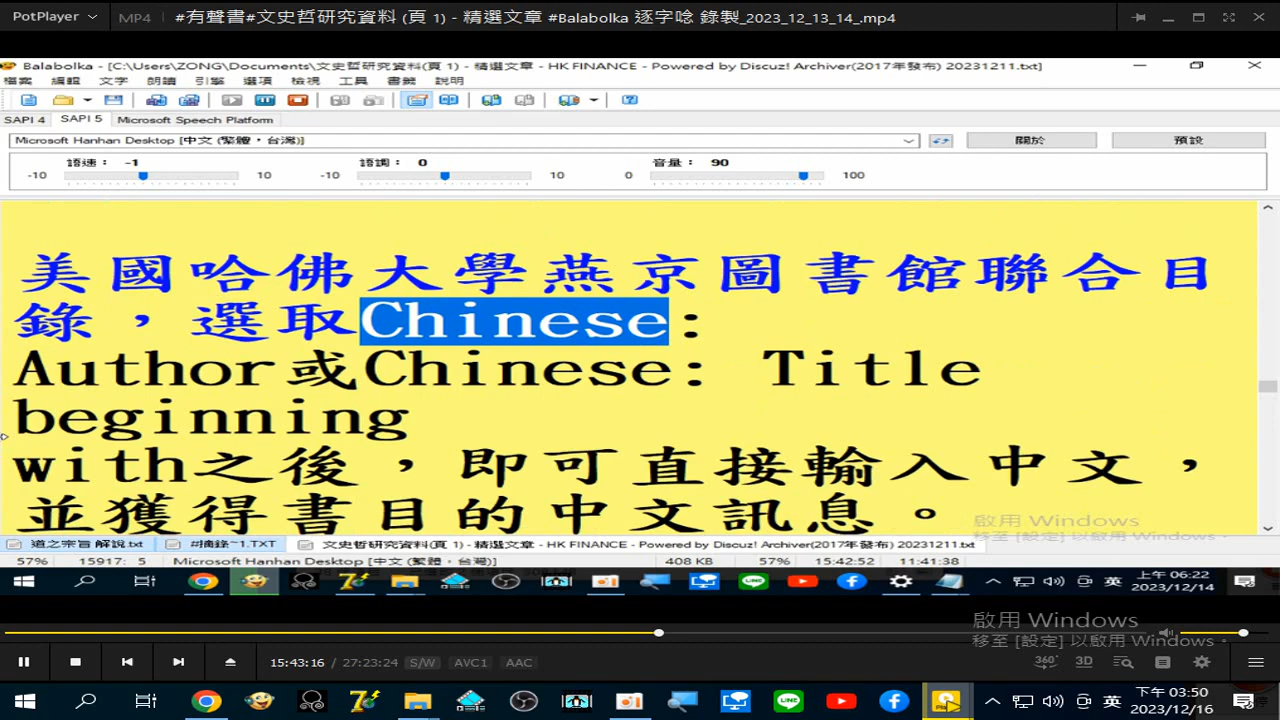 PotPlayer MP4 #有聲書#文史哲研究資料 (頁 1) - 精選文章 #Balabolka 逐字唸 錄製_2023_12_13_14_.mp4
Balabolka - [C:\Users\ZONG\Documents\文史哲研究資料(頁 1) - 精選文章 - HK FINANCE - Powered by Discuz! Archiver(2017年發布) 20231211.txt]
檔案 編輯 文字 朗讀 引擎 選項 檢視 工具 書籤 說明
SAPI 4 SAPI 5 Microsoft Speech Platform
Microsoft Hanhan Desktop [中文 (繁體，台灣)] 關於 預設
語速： -1 語調： 0 音量： 90
-10 10 -10 10 0 100
美國哈佛大學燕京圖書館聯合目
錄，選取Chinese:
Author或Chinese: Title
beginning
with之後，即可直接輸入中文，
並獲得書目的中文訊息。
啟用 Windows
移至 [設定] 以啟用 Windows。
道之宗旨 解說.txt #摘錄~1.TXT 文史哲研究資料(頁 1) - 精選文章 - HK FINANCE - Powered by Discuz! Archiver(2017年發布) 20231211.txt
57% 15917: 5 Microsoft Hanhan Desktop [中文 (繁體，台灣)] 408 KB 57% 15:42:52 11:41:38
英 上午 06:22
2023/12/14
啟用 Windows
移至 [設定] 以啟用 Windows。
15:43:16 / 27:23:24 S/W AVC1 AAC 360° 3D
英 下午 03:50
2023/12/16